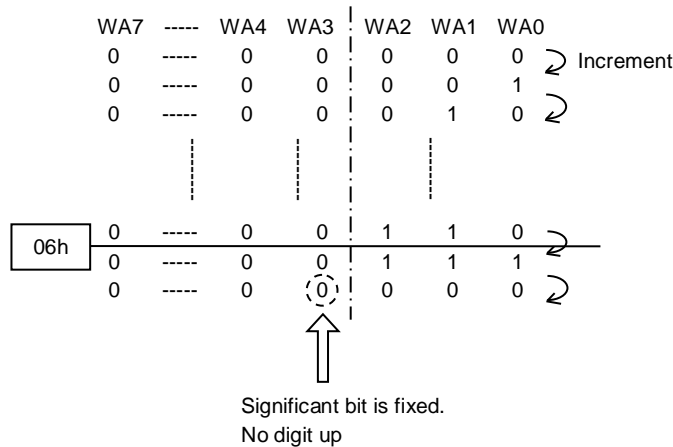 WA7 ----- WA4 WA3 WA2 WA1 WA0
0 ----- 0 0 0 0 0 Increment
0 ----- 0 0 0 0 1
0 ----- 0 0 0 1 0
0 ----- 0 0 1 1 0
06h
0 ----- 0 0 1 1 1
0 ----- 0 0 0 0 0
Significant bit is fixed.
No digit up